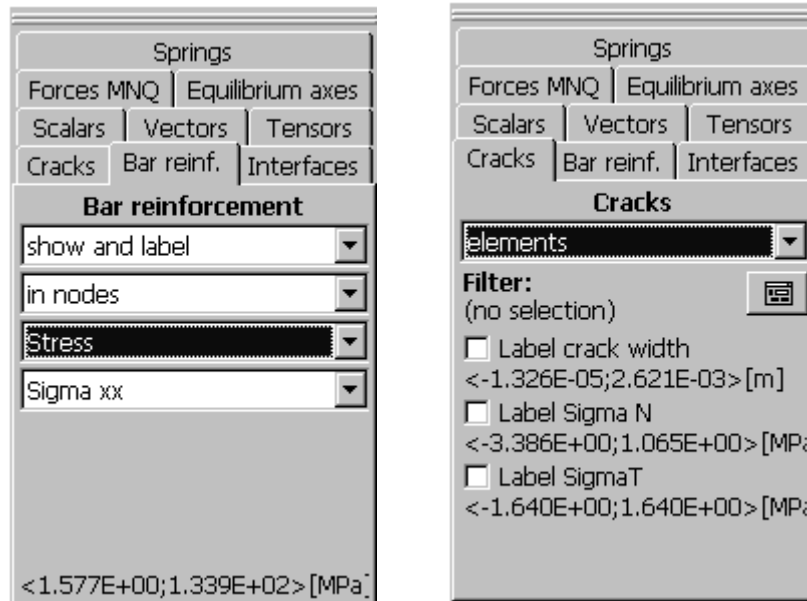 Springs
Forces MNQ Equilibrium axes
Scalars Vectors Tensors
Cracks Bar reinf. Interfaces
Bar reinforcement
show and label
in nodes
Stress
Sigma xx
<1.577E+00;1.339E+02>[MPa]
Springs
Forces MNQ Equilibrium axes
Scalars Vectors Tensors
Cracks Bar reinf. Interfaces
Cracks
elements
Filter:
(no selection)
Label crack width
<-1.326E-05;2.621E-03>[m]
Label Sigma N
<-3.386E+00;1.065E+00>[MPa
Label SigmaT
<-1.640E+00;1.640E+00>[MPa